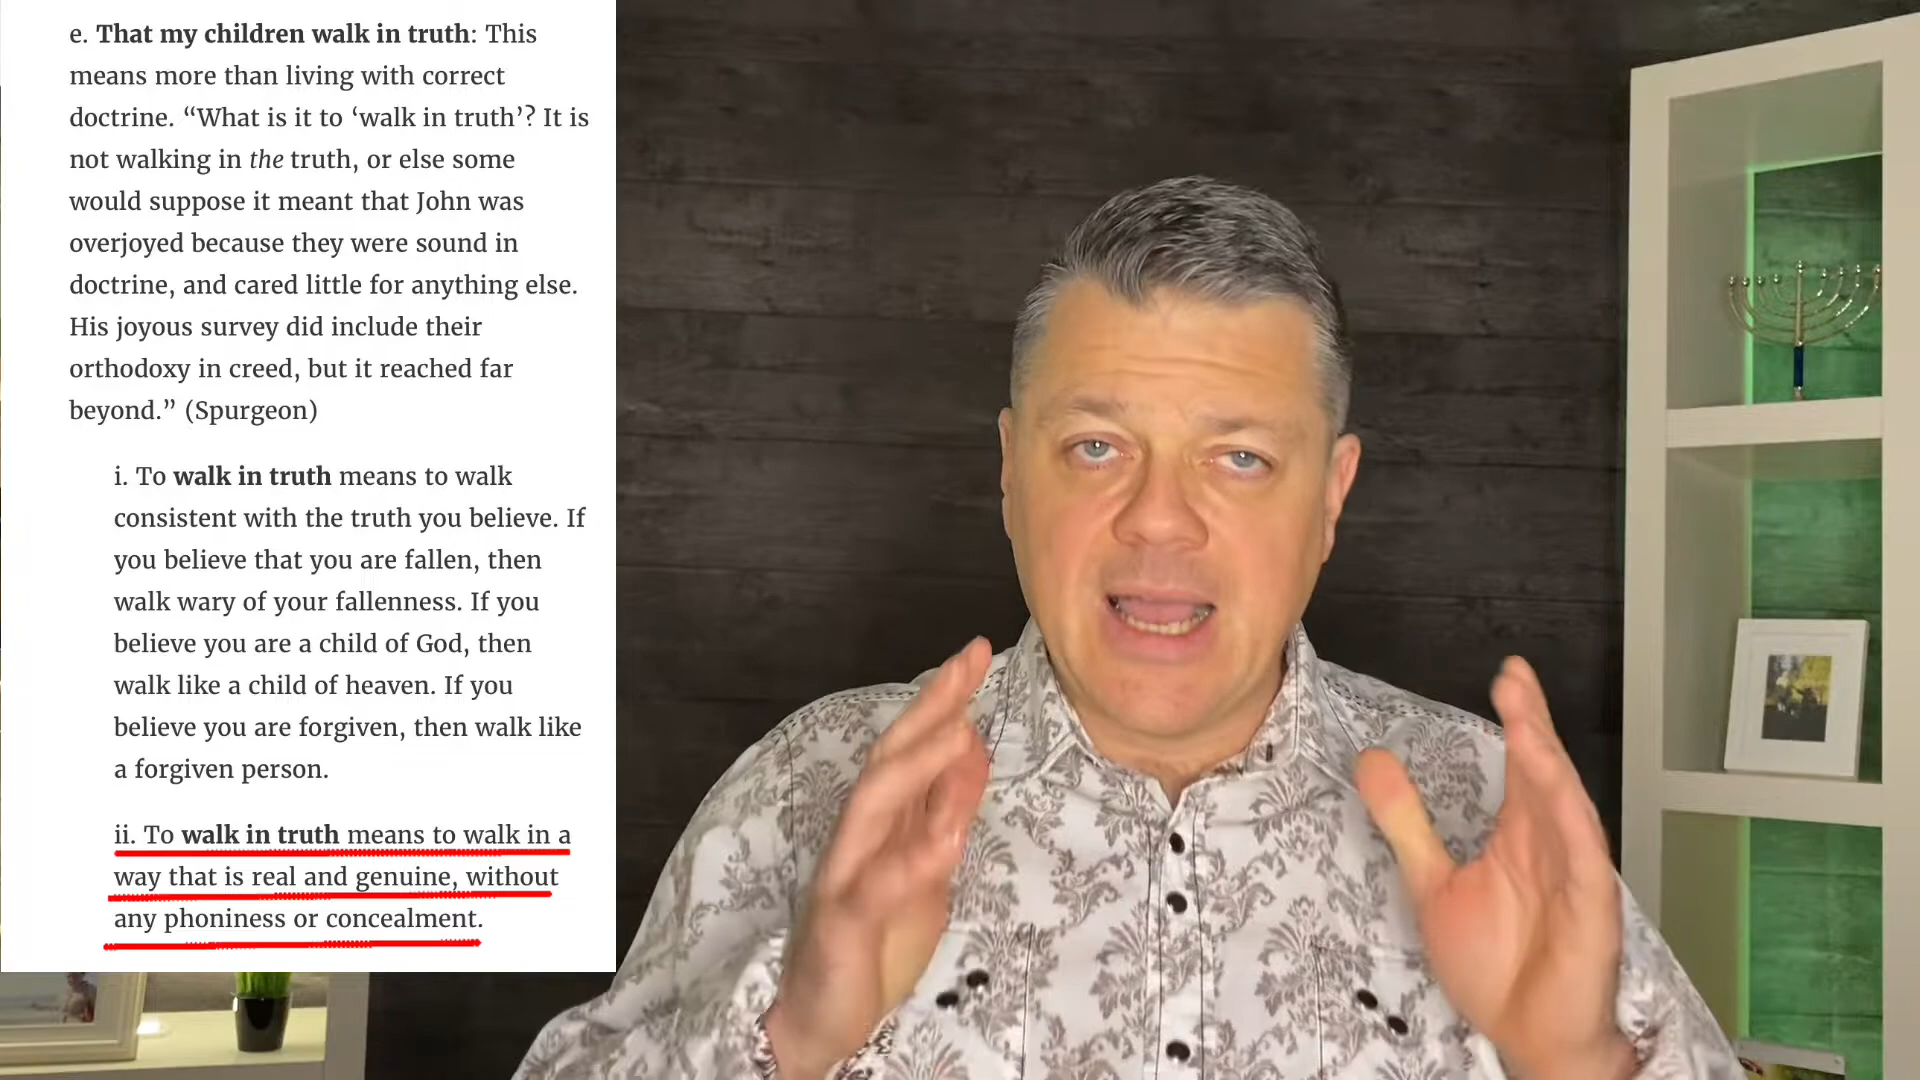 e. That my children walk in truth: This
means more than living with correct
doctrine. “What is it to ‘walk in truth’? It is
not walking in the truth, or else some
would suppose it meant that John was
overjoyed because they were sound in
doctrine, and cared little for anything else.
His joyous survey did include their
orthodoxy in creed, but it reached far
beyond.” (Spurgeon)
i. To walk in truth means to walk
consistent with the truth you believe. If
you believe that you are fallen, then
walk wary of your fallenness. If you
believe you are a child of God, then
walk like a child of heaven. If you
believe you are forgiven, then walk like
a forgiven person.
ii. To walk in truth means to walk in a
way that is real and genuine, without
any phoniness or concealment.